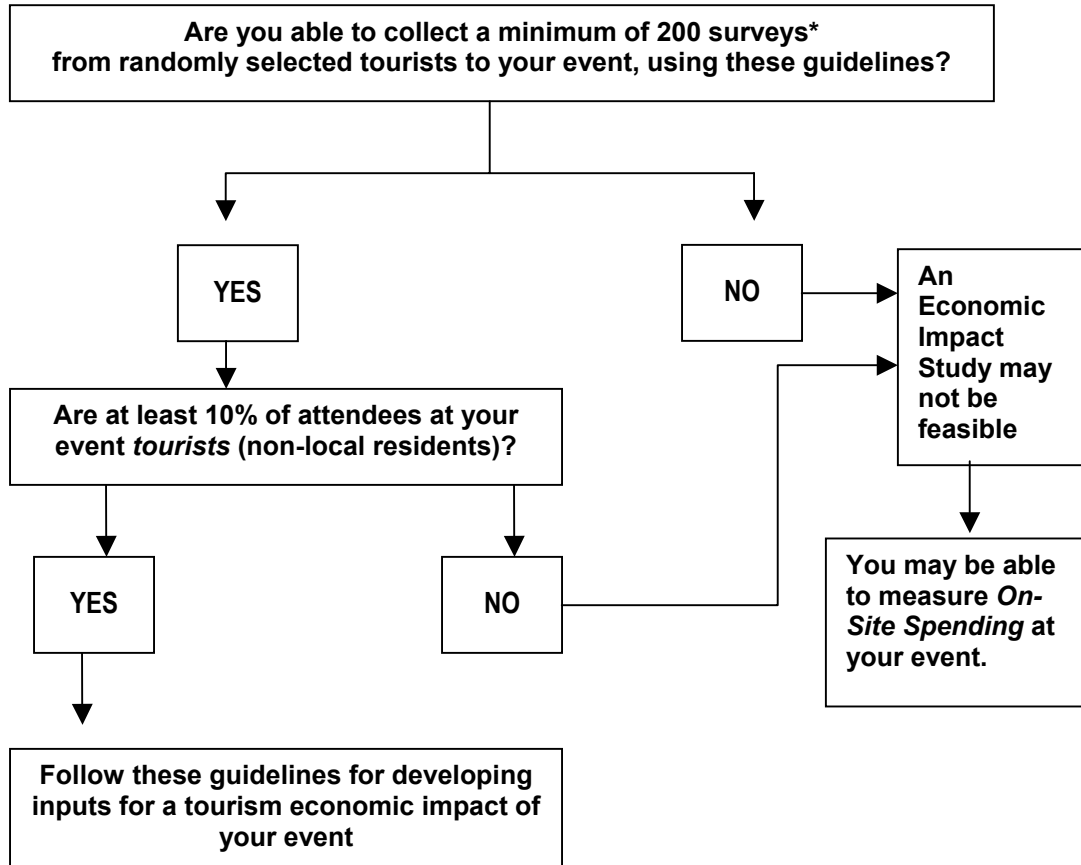 Are you able to collect a minimum of 200 surveys*
from randomly selected tourists to your event, using these guidelines?
YES
NO
An
Economic
Impact
Study may
not be
feasible
Are at least 10% of attendees at your
event tourists (non-local residents)?
YES
NO
You may be able
to measure On-
Site Spending at
your event.
Follow these guidelines for developing
inputs for a tourism economic impact of
your event